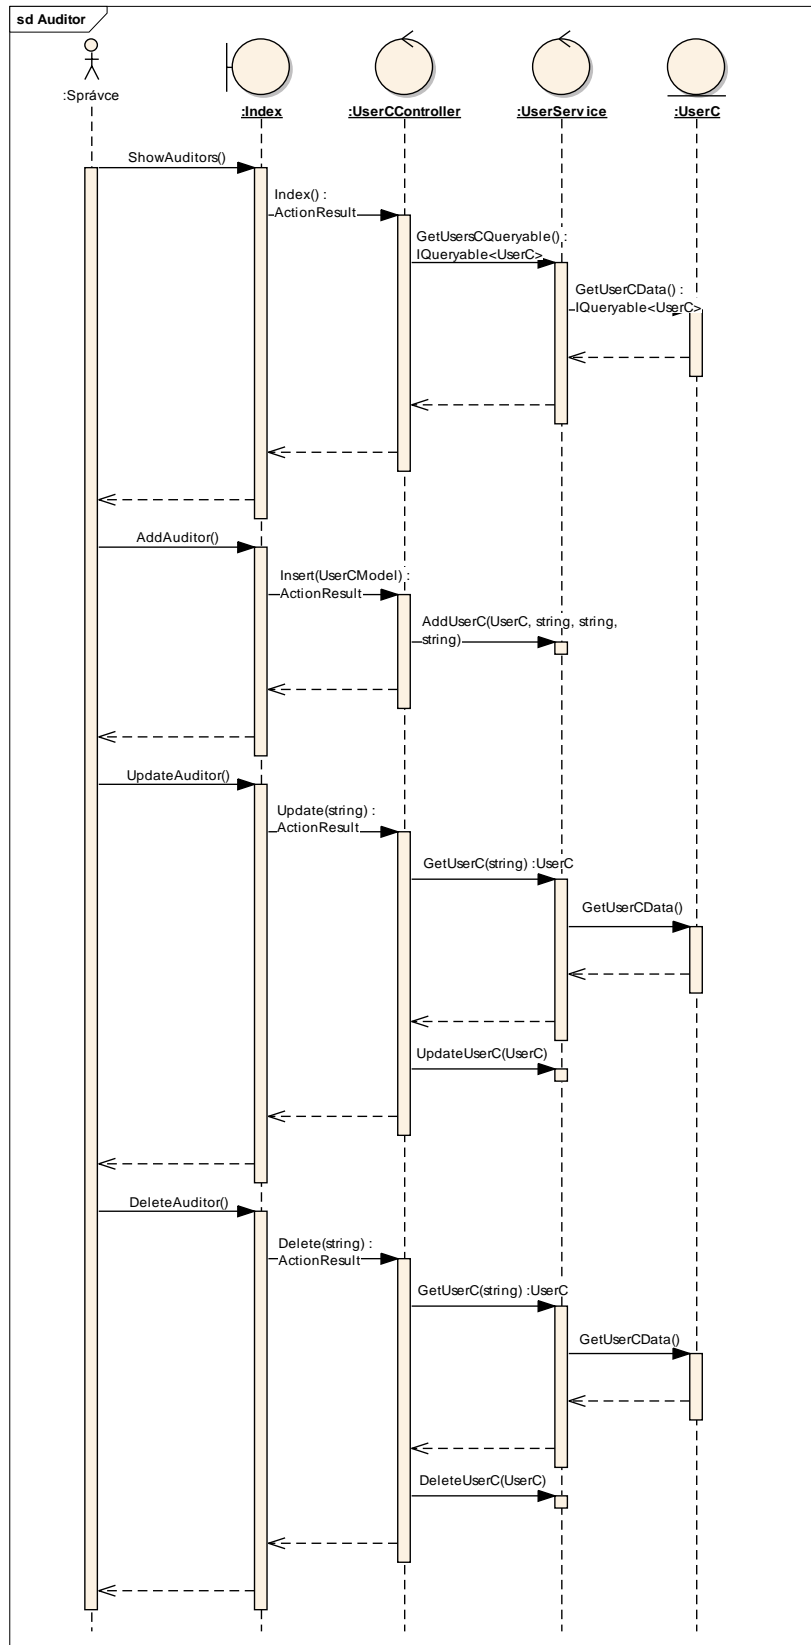 sd Auditor
:Správce
:Index
:UserCController
:UserService
:UserC
ShowAuditors()
Index() :
ActionResult
GetUsersCQueryable() :
IQueryable<UserC>
GetUserCData() :
IQueryable<UserC>
AddAuditor()
Insert(UserCModel) :
ActionResult
AddUserC(UserC, string, string,
string)
UpdateAuditor()
Update(string) :
ActionResult
GetUserC(string) :UserC
GetUserCData()
UpdateUserC(UserC)
DeleteAuditor()
Delete(string) :
ActionResult
GetUserC(string) :UserC
GetUserCData()
DeleteUserC(UserC)